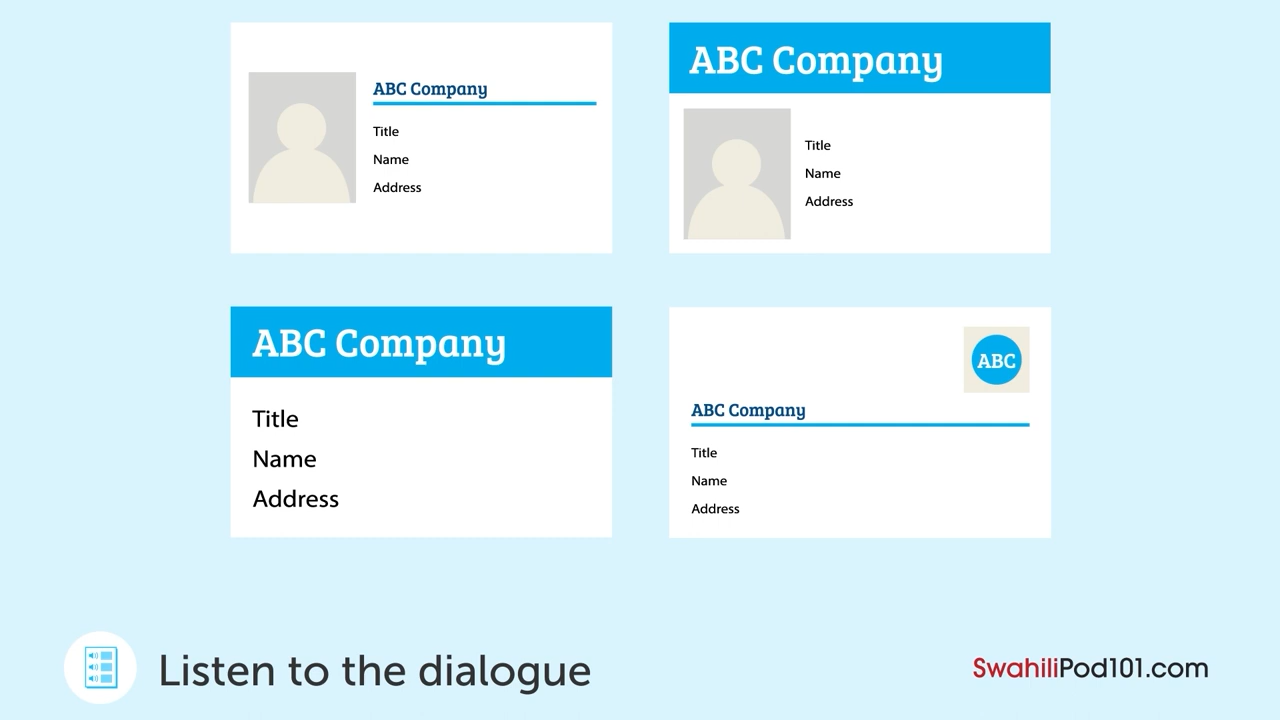 ABC Company
Title
Name
Address
ABC Company
Title
Name
Address
ABC Company
Title
Name
Address
ABC
ABC Company
Title
Name
Address
Listen to the dialogue
SwahiliPod101.com